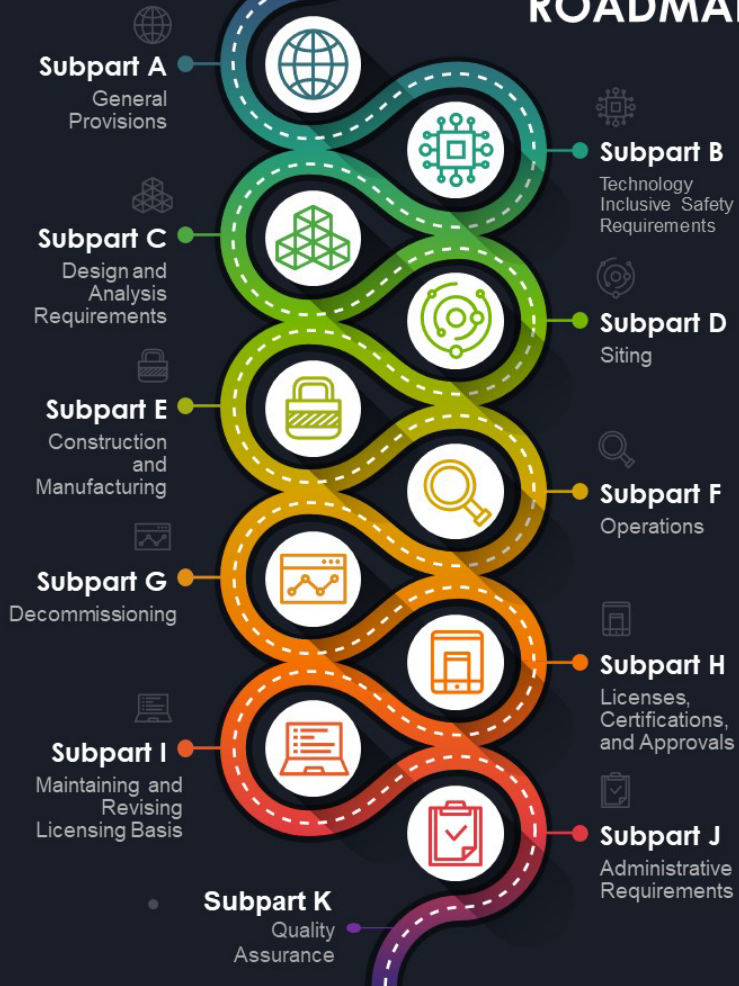 Subpart A
General
Provisions
Subpart B
Technology
Inclusive Safety
Requirements
Subpart C
Design and
Analysis
Requirements
Subpart D
Siting
Subpart E
Construction
and
Manufacturing
Subpart F
Operations
Subpart G
Decommissioning
Subpart H
Licenses,
Certifications,
and Approvals
Subpart I
Maintaining and
Revising
Licensing Basis
Subpart J
Administrative
Requirements
Subpart K
Quality
Assurance